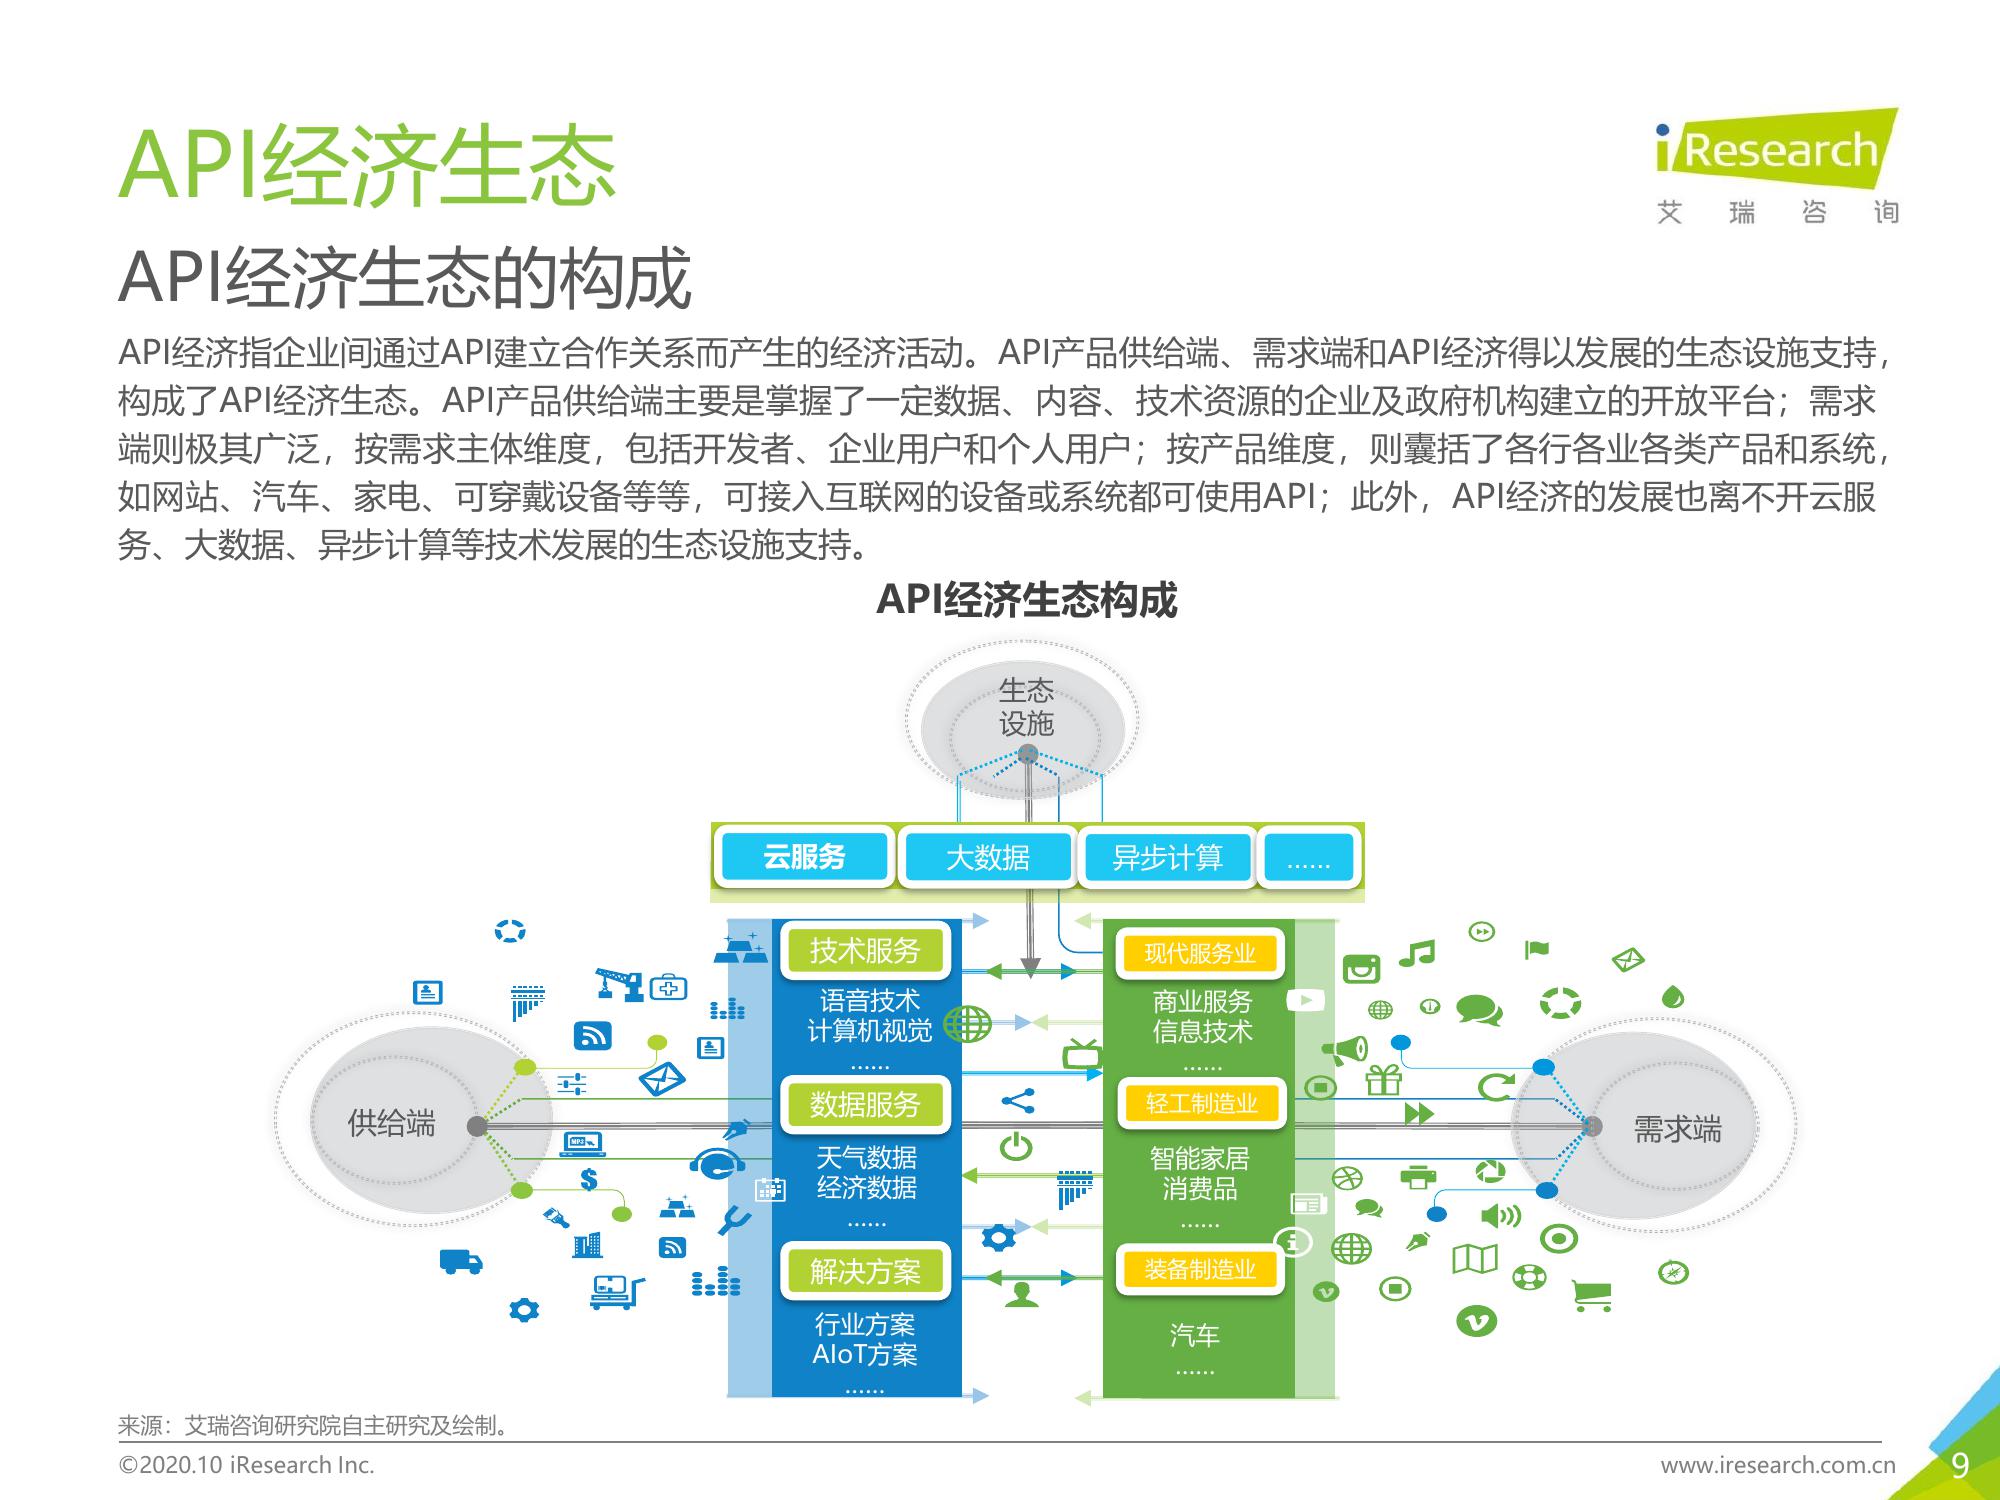 API经济生态
iResearch
艾瑞咨询
API经济生态的构成
API经济指企业间通过API建立合作关系而产生的经济活动。API产品供给端、需求端和API经济得以发展的生态设施支持，
构成了API经济生态。API产品供给端主要是掌握了一定数据、内容、技术资源的企业及政府机构建立的开放平台；需求
端则极其广泛，按需求主体维度，包括开发者、企业用户和个人用户；按产品维度，则囊括了各行各业各类产品和系统，
如网站、汽车、家电、可穿戴设备等等，可接入互联网的设备或系统都可使用API；此外，API经济的发展也离不开云服
务、大数据、异步计算等技术发展的生态设施支持。
API经济生态构成
生态
设施
云服务
大数据
异步计算
……
供给端
技术服务
语音技术
计算机视觉
……
数据服务
天气数据
经济数据
……
解决方案
行业方案
AIoT方案
……
现代服务业
商业服务
信息技术
……
轻工制造业
智能家居
消费品
……
装备制造业
汽车
……
需求端
MP3
$
来源：艾瑞咨询研究院自主研究及绘制。
©2020.10 iResearch Inc.
www.iresearch.com.cn
9